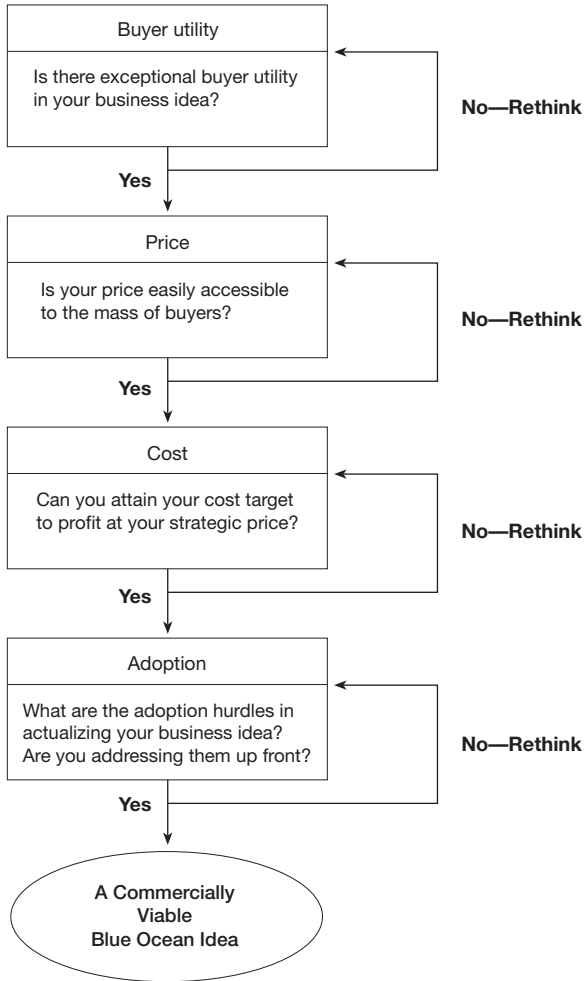 Buyer utility
Is there exceptional buyer utility
in your business idea?
No—Rethink
Yes
Price
Is your price easily accessible
to the mass of buyers?
No—Rethink
Yes
Cost
Can you attain your cost target
to profit at your strategic price?
No—Rethink
Yes
Adoption
What are the adoption hurdles in
actualizing your business idea?
Are you addressing them up front?
No—Rethink
Yes
A Commercially
Viable
Blue Ocean Idea